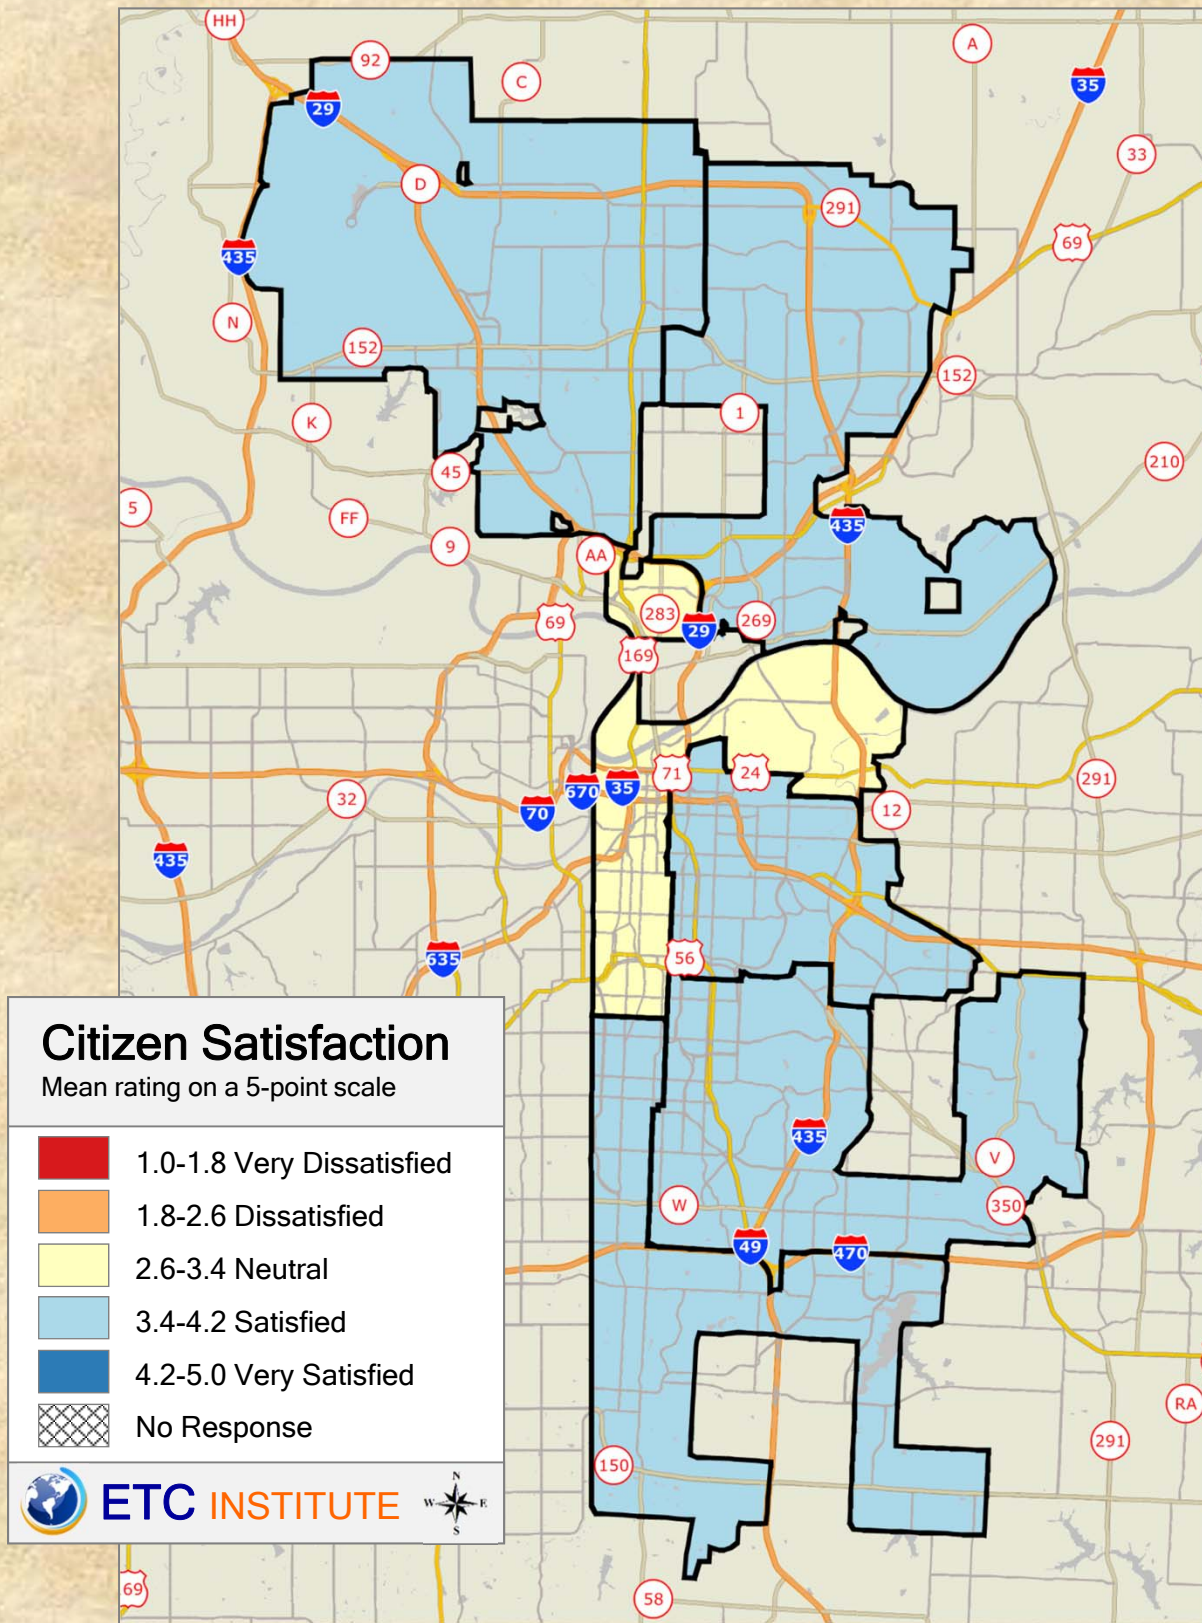 HH
92
C
A
29
35
33
D
291
69
435
N
152
152
K
1
45
210
5
FF
435
9
AA
283
69
29
269
169
71
24
291
670
35
32
70
12
435
56
635
Citizen Satisfaction
Mean rating on a 5-point scale
1.0-1.8 Very Dissatisfied
1.8-2.6 Dissatisfied
2.6-3.4 Neutral
3.4-4.2 Satisfied
4.2-5.0 Very Satisfied
No Response
ETC INSTITUTE
N
W E
S
435
V
W
350
49
470
RA
291
150
69
58